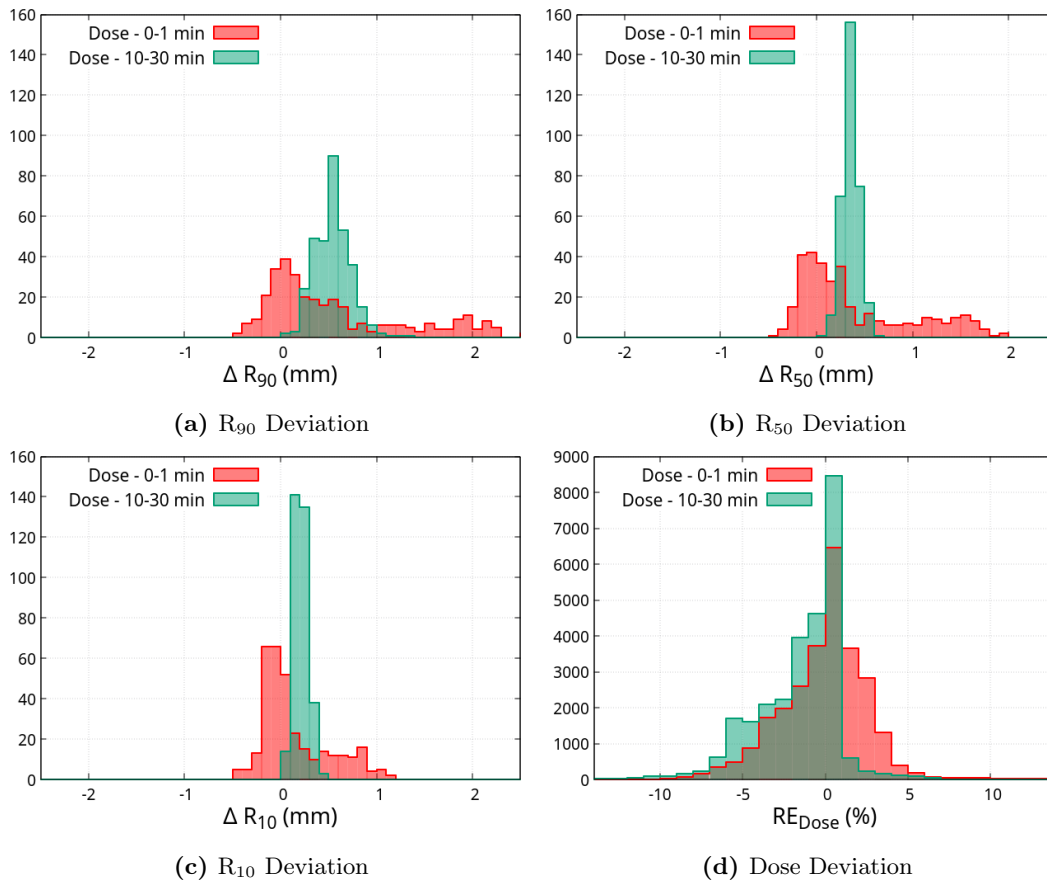 160
140
120
100
80
60
40
20
0
Dose - 0-1 min
Dose - 10-30 min
-2 -1 0 1 2
Δ R90 (mm)
(a) R90 Deviation
160
140
120
100
80
60
40
20
0
Dose - 0-1 min
Dose - 10-30 min
-2 -1 0 1 2
Δ R50 (mm)
(b) R50 Deviation
160
140
120
100
80
60
40
20
0
Dose - 0-1 min
Dose - 10-30 min
-2 -1 0 1 2
Δ R10 (mm)
(c) R10 Deviation
9000
8000
7000
6000
5000
4000
3000
2000
1000
0
Dose - 0-1 min
Dose - 10-30 min
-10 -5 0 5 10
REDose (%)
(d) Dose Deviation